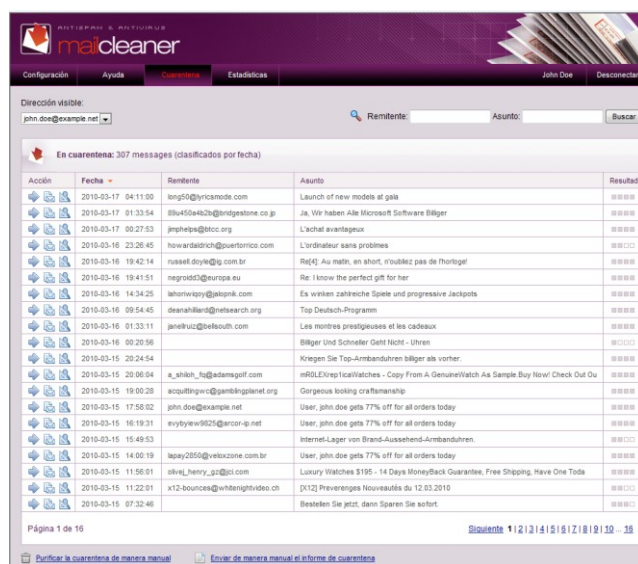 ANTISPAM & ANTIVIRUS
mailcleaner
Configuración Ayuda Cuarentena Estadísticas John Doe Desconectar
Dirección visible:
john.doe@example.net
Remitente: Asunto: Buscar
En cuarentena: 307 messages (clasificados por fecha)
Acción Fecha Remitente Asunto Resultad
2010-03-17 04:11:00 long50@lyricsmode.com Launch of new models at gala
2010-03-17 01:33:54 89u450a4b2b@bridgestone.co.jp Ja, Wir haben Alle Microsoft Software Billiger
2010-03-17 00:27:53 jimphelps@btcc.org L'achat avantageux
2010-03-16 23:26:45 howardaldrich@puertorrico.com L'ordinateur sans problmes
2010-03-16 19:42:14 russell.doyle@ig.com.br Re[4]: Au matin, en short, n'oubliez pas de l'horloge!
2010-03-16 19:41:51 negroidd3@europa.eu Re: I know the perfect gift for her
2010-03-16 14:34:25 lahoriwiqoy@jalopnik.com Es winken zahlreiche Spiele und progressive Jackpots
2010-03-16 09:54:45 deanahilliard@netsearch.org Top Deutsch-Programm
2010-03-16 01:33:11 janellruiz@bellsouth.com Les montres prestigieuses et les cadeaux
2010-03-16 00:20:56 Billiger Und Schneller Geht Nicht - Uhren
2010-03-15 20:24:54 Kriegen Sie Top-Armbanduhren billiger als vorher.
2010-03-15 20:06:04 a_shiloh_fq@adamsgolf.com mR0LEXrep1icaWatches - Copy From A GenuineWatch As Sample.Buy Now! Check Out Ou
2010-03-15 19:00:28 acquittingwc@gamblingplanet.org Gorgeous looking craftsmanship
2010-03-15 17:58:02 john.doe@example.net User, john.doe gets 77% off for all orders today
2010-03-15 16:19:31 evybyiew9825@arcor-ip.net User, john.doe gets 77% off for all orders today
2010-03-15 15:49:53 Internet-Lager von Brand-Aussehend-Armbanduhren.
2010-03-15 14:00:19 lapay2850@veloxzone.com.br User, john.doe gets 77% off for all orders today
2010-03-15 11:56:01 olivej_henry_gz@jci.com Luxury Watches $195 - 14 Days MoneyBack Guarantee, Free Shipping, Have One Toda
2010-03-15 11:22:01 x12-bounces@whitenightvideo.ch [X12] Preverenges Nouveautés du 12.03.2010
2010-03-15 07:32:46 Bestellen Sie jetzt, dann Sparen Sie sofort.
Página 1 de 16 Siguiente 1 | 2 | 3 | 4 | 5 | 6 | 7 | 8 | 9 | 10 ... 16
Purificar la cuarentena de manera manual Enviar de manera manual el informe de cuarentena